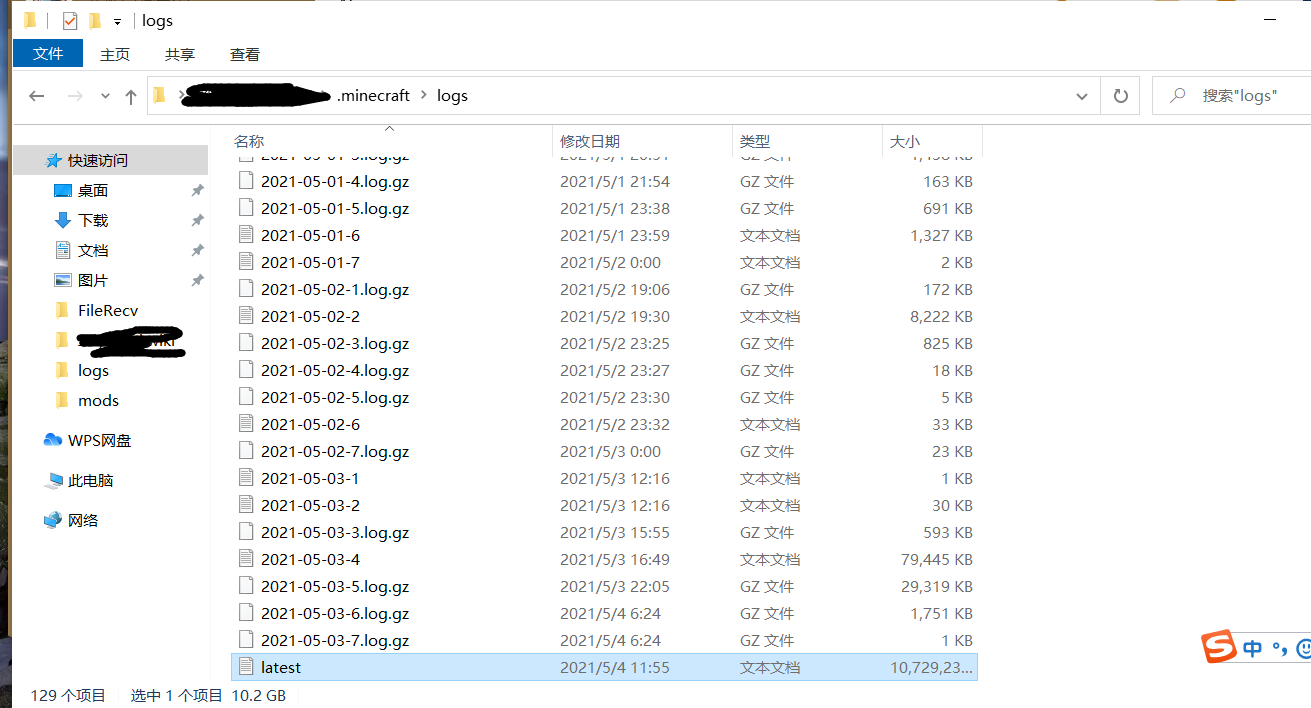 logs
文件 主页 共享 查看
.minecraft logs 搜索"logs"
名称 修改日期 类型 大小
2021-05-01-4.log.gz 2021/5/1 21:54 GZ 文件 163 KB
2021-05-01-5.log.gz 2021/5/1 23:38 GZ 文件 691 KB
2021-05-01-6 2021/5/1 23:59 文本文档 1,327 KB
2021-05-01-7 2021/5/2 0:00 文本文档 2 KB
2021-05-02-1.log.gz 2021/5/2 19:06 GZ 文件 172 KB
2021-05-02-2 2021/5/2 19:30 文本文档 8,222 KB
2021-05-02-3.log.gz 2021/5/2 23:25 GZ 文件 825 KB
2021-05-02-4.log.gz 2021/5/2 23:27 GZ 文件 18 KB
2021-05-02-5.log.gz 2021/5/2 23:30 GZ 文件 5 KB
2021-05-02-6 2021/5/2 23:32 文本文档 33 KB
2021-05-02-7.log.gz 2021/5/3 0:00 GZ 文件 23 KB
2021-05-03-1 2021/5/3 12:16 文本文档 1 KB
2021-05-03-2 2021/5/3 12:16 文本文档 30 KB
2021-05-03-3.log.gz 2021/5/3 15:55 GZ 文件 593 KB
2021-05-03-4 2021/5/3 16:49 文本文档 79,445 KB
2021-05-03-5.log.gz 2021/5/3 22:05 GZ 文件 29,319 KB
2021-05-03-6.log.gz 2021/5/4 6:24 GZ 文件 1,751 KB
2021-05-03-7.log.gz 2021/5/4 6:24 GZ 文件 1 KB
latest 2021/5/4 11:55 文本文档 10,729,23...
快速访问
桌面
下载
文档
图片
FileRecv
logs
mods
WPS网盘
此电脑
网络
中
129 个项目 选中 1 个项目 10.2 GB